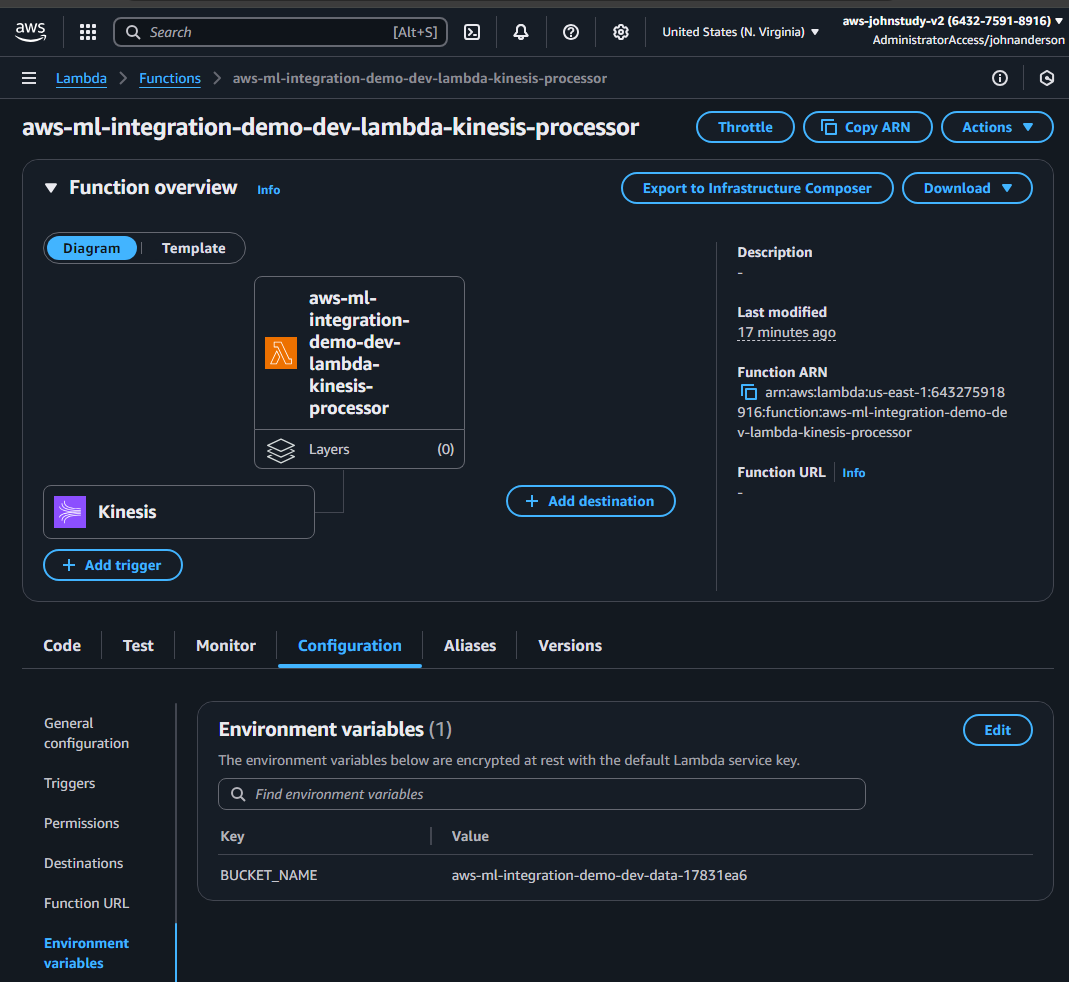 aws
Search [Alt+S]
United States (N. Virginia)
aws-johnstudy-v2 (6432-7591-8916)
AdministratorAccess/johnanderson
Lambda
Functions
aws-ml-integration-demo-dev-lambda-kinesis-processor
aws-ml-integration-demo-dev-lambda-kinesis-processor
Throttle
Copy ARN
Actions
Function overview
Info
Export to Infrastructure Composer
Download
Diagram
Template
aws-ml-
integration-
demo-dev-
lambda-
kinesis-
processor
Layers (0)
Kinesis
+ Add trigger
+ Add destination
Description
-
Last modified
17 minutes ago
Function ARN
arn:aws:lambda:us-east-1:643275918
916:function:aws-ml-integration-demo-de
v-lambda-kinesis-processor
Function URL
Info
-
Code
Test
Monitor
Configuration
Aliases
Versions
General
configuration
Triggers
Permissions
Destinations
Function URL
Environment
variables
Environment variables (1)
Edit
The environment variables below are encrypted at rest with the default Lambda service key.
Find environment variables
Key Value
BUCKET_NAME aws-ml-integration-demo-dev-data-17831ea6